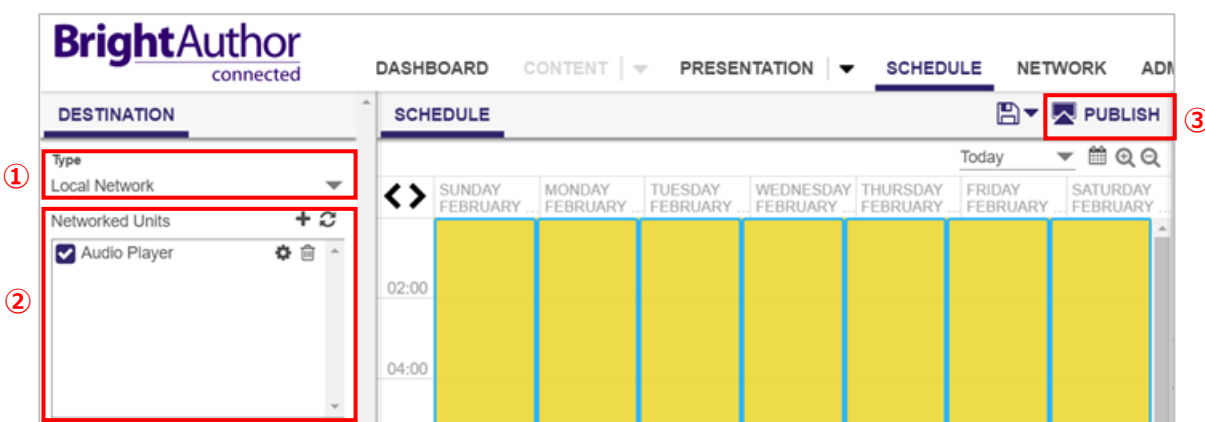 BrightAuthor
connected
DASHBOARD CONTENT PRESENTATION SCHEDULE NETWORK ADM
DESTINATION
SCHEDULE
PUBLISH
③
①
Type
Local Network
Today
SUNDAY MONDAY TUESDAY WEDNESDAY THURSDAY FRIDAY SATURDAY
FEBRUARY ... FEBRUARY ... FEBRUARY ... FEBRUARY ... FEBRUARY ... FEBRUARY ... FEBRUARY ...
②
Networked Units
Audio Player
02:00
04:00